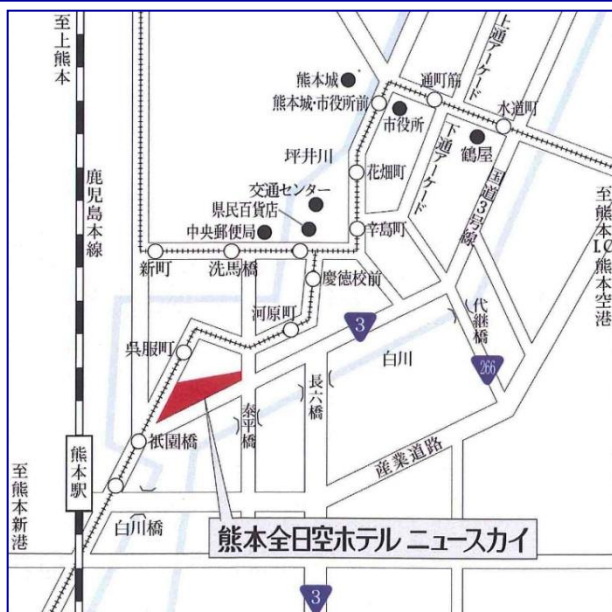 至上熊本
上通アーケード
熊本城
通町筋
熊本城・市役所前
水道町
市役所
坪井川
下通アーケード
鶴屋
花畑町
鹿児島本線
国道3号線
交通センター
県民百貨店
中央郵便局
辛島町
至熊本IC
熊本空港
新町
洗馬橋
慶徳校前
河原町
3
代継橋
呉服町
白川
266
長六橋
泰平橋
祇園橋
産業道路
熊本駅
至熊本新港
白川橋
熊本全日空ホテル ニュースカイ
3